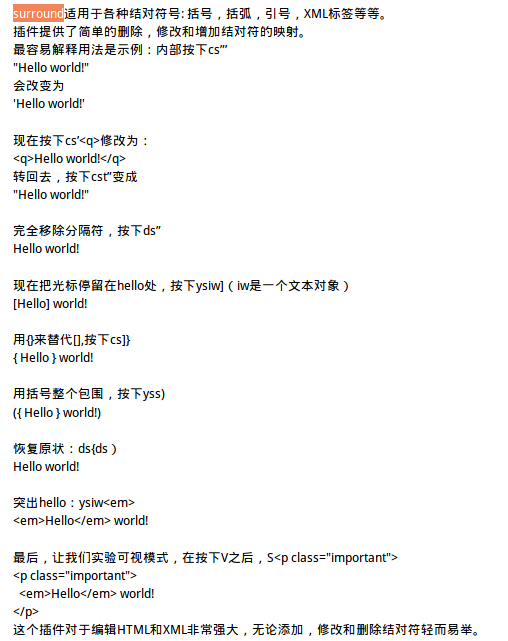 surround适用于各种结对符号: 括号，括弧，引号，XML标签等等。
插件提供了简单的删除，修改和增加结对符的映射。
最容易解释用法是示例：内部按下cs”’
"Hello world!"
会改变为
'Hello world!'
现在按下cs’<q>修改为：
<q>Hello world!</q>
转回去，按下cst”变成
"Hello world!"
完全移除分隔符，按下ds”
Hello world!
现在把光标停留在hello处，按下ysiw]（iw是一个文本对象）
[Hello] world!
用{}来替代[],按下cs]}
{ Hello } world!
用括号整个包围，按下yss)
({ Hello } world!)
恢复原状：ds{ds）
Hello world!
突出hello：ysiw<em>
<em>Hello</em> world!
最后，让我们实验可视模式，在按下V之后，S<p class="important">
<p class="important">
<em>Hello</em> world!
</p>
这个插件对于编辑HTML和XML非常强大，无论添加，修改和删除结对符轻而易举。